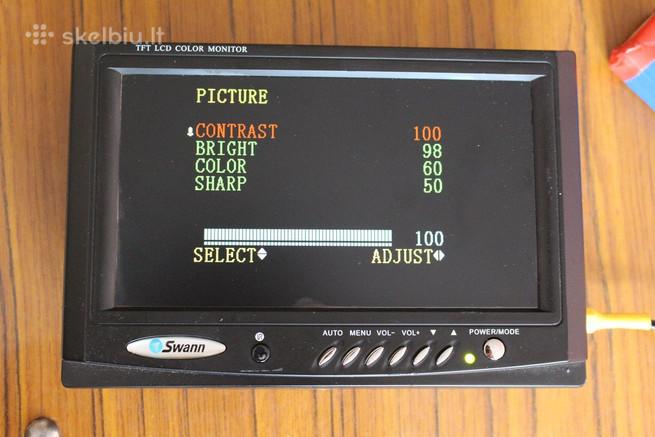 skelbiu.lt
TFT LCD COLOR MONITOR
PICTURE
CONTRAST 100
BRIGHT 98
COLOR 60
SHARP 50
100
SELECT ADJUST
AUTO MENU VOL- VOL+ ▼ ▲ POWER/MODE
Swann